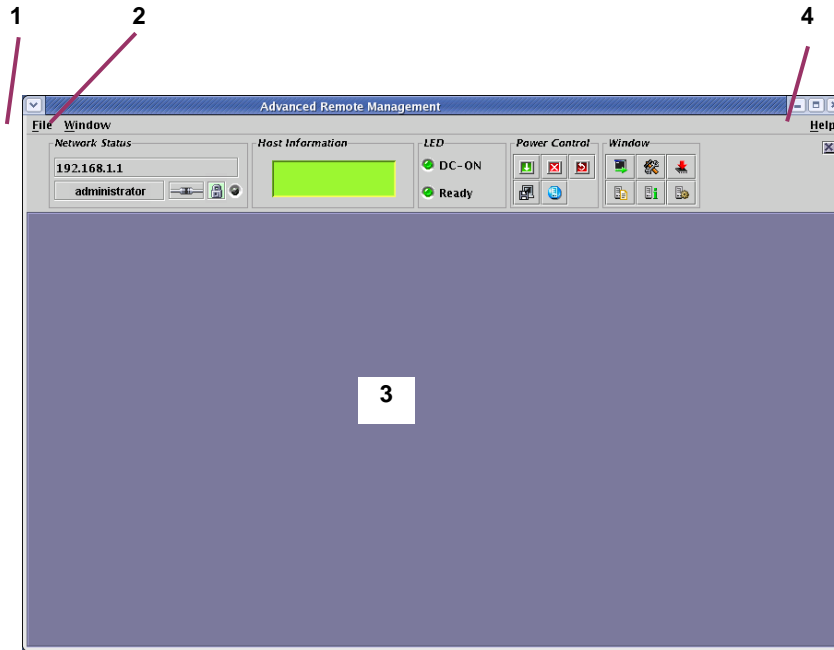 1 2 4
Advanced Remote Management
File Window Help
Network Status Host Information LED Power Control Window
192.168.1.1 DC-ON
administrator Ready
3